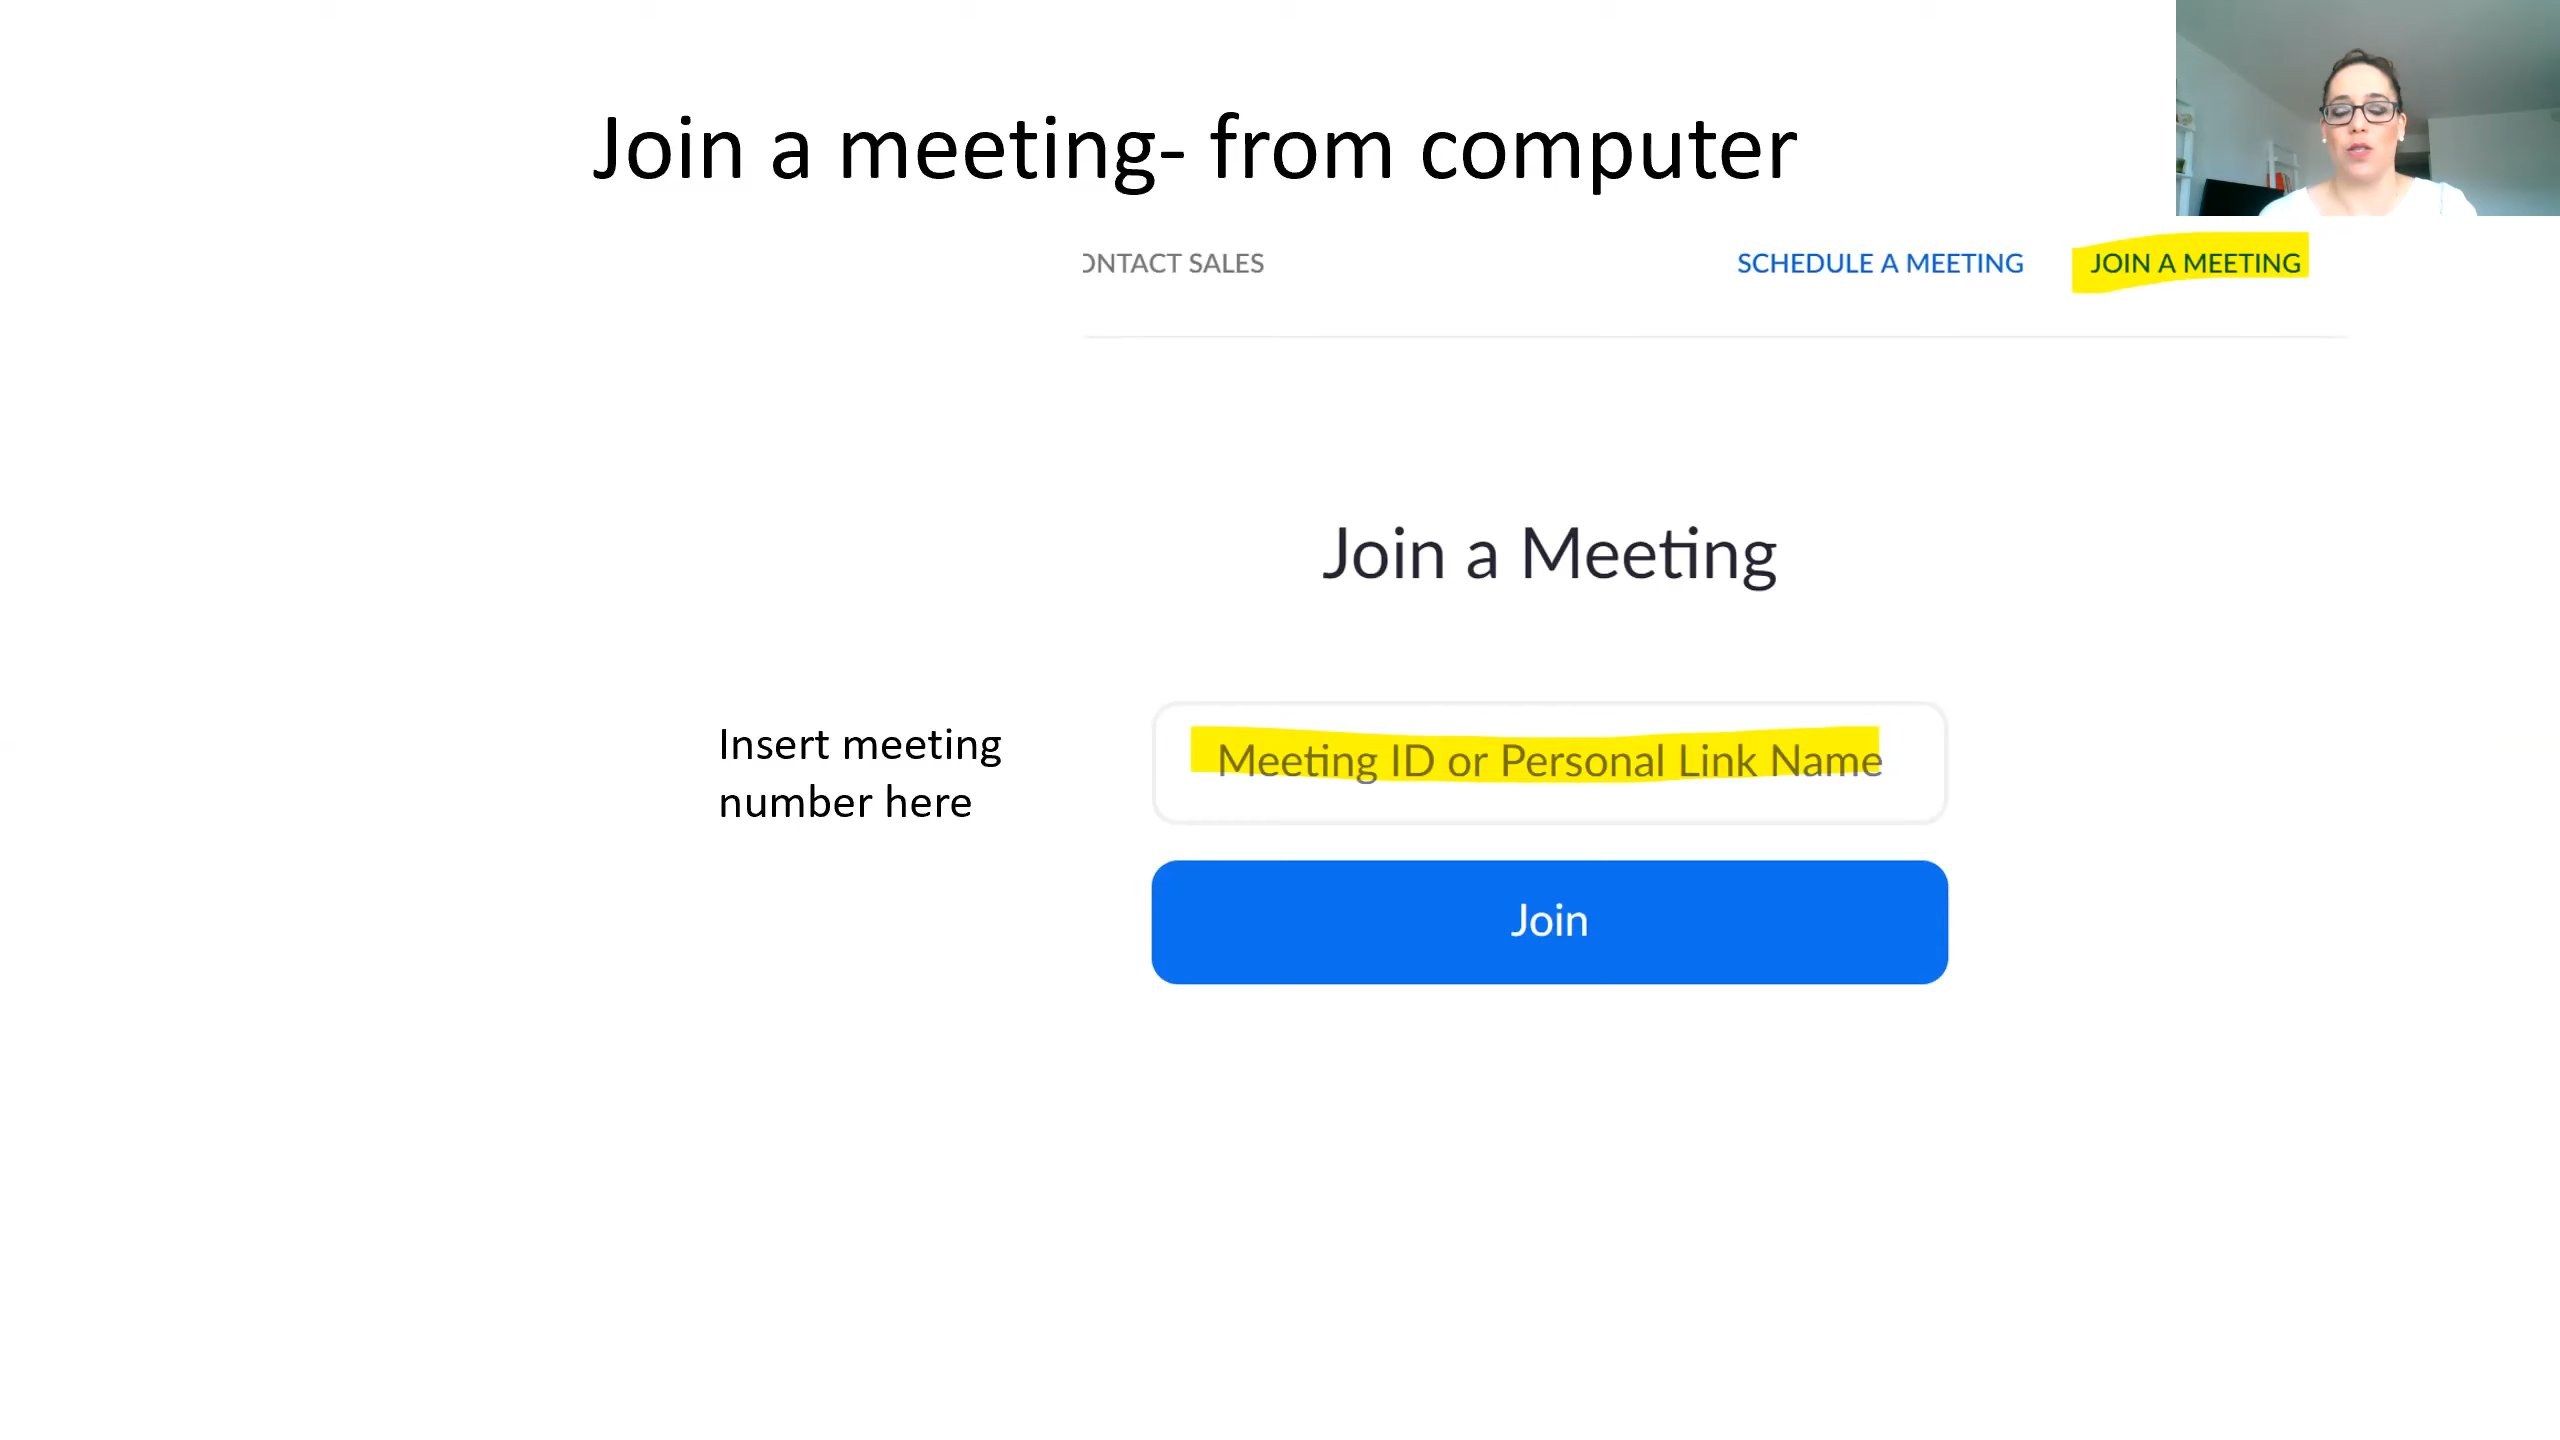 Join a meeting- from computer
ONTACT SALES
SCHEDULE A MEETING
JOIN A MEETING
Join a Meeting
Insert meeting
number here
Meeting ID or Personal Link Name
Join